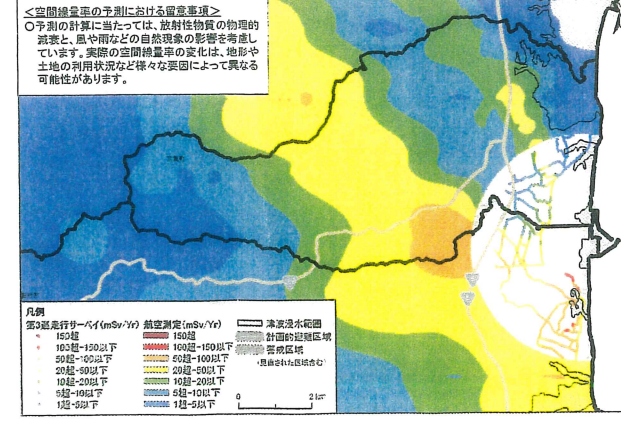 ＜空間線量率の予測における留意事項＞
○予測の計算に当たっては、放射性物質の物理的
減衰と、風や雨などの自然現象の影響を考慮し
ています。実際の空間線量率の変化は、地形や
土地の利用状況など様々な要因によって異なる
可能性があります。
凡例
第3巡走行サーベイ(mSv/Yr) 航空測定(mSv/Yr) 津波浸水範囲
150超 150超 計画的避難区域
100超-150以下 100超-150以下 警戒区域
50超-100以下 50超-100以下 (見直された区域含む)
20超-50以下 20超-50以下
10超-20以下 10超-20以下
5超-10以下 5超-10以下
1超-5以下 1超-5以下
0 2